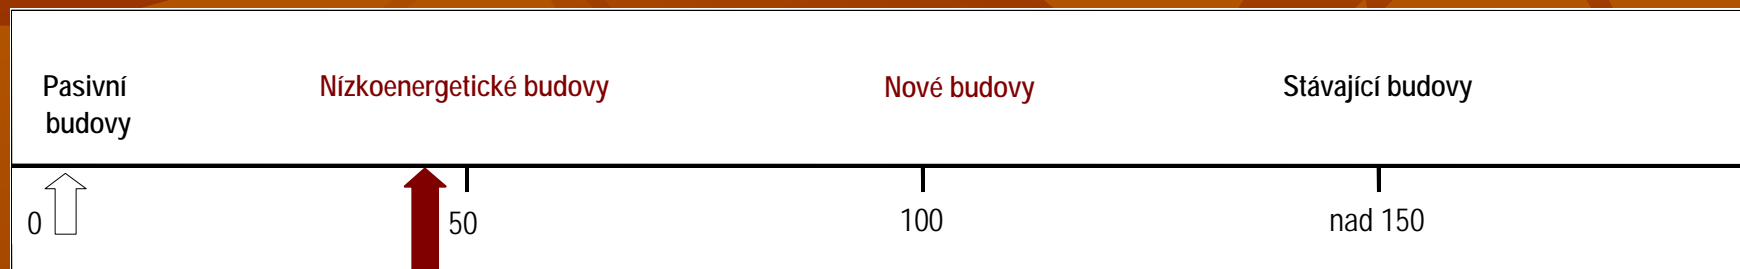 Pasivní
budovy
Nízkoenergetické budovy
Nové budovy
Stávající budovy
0
50
100
nad 150